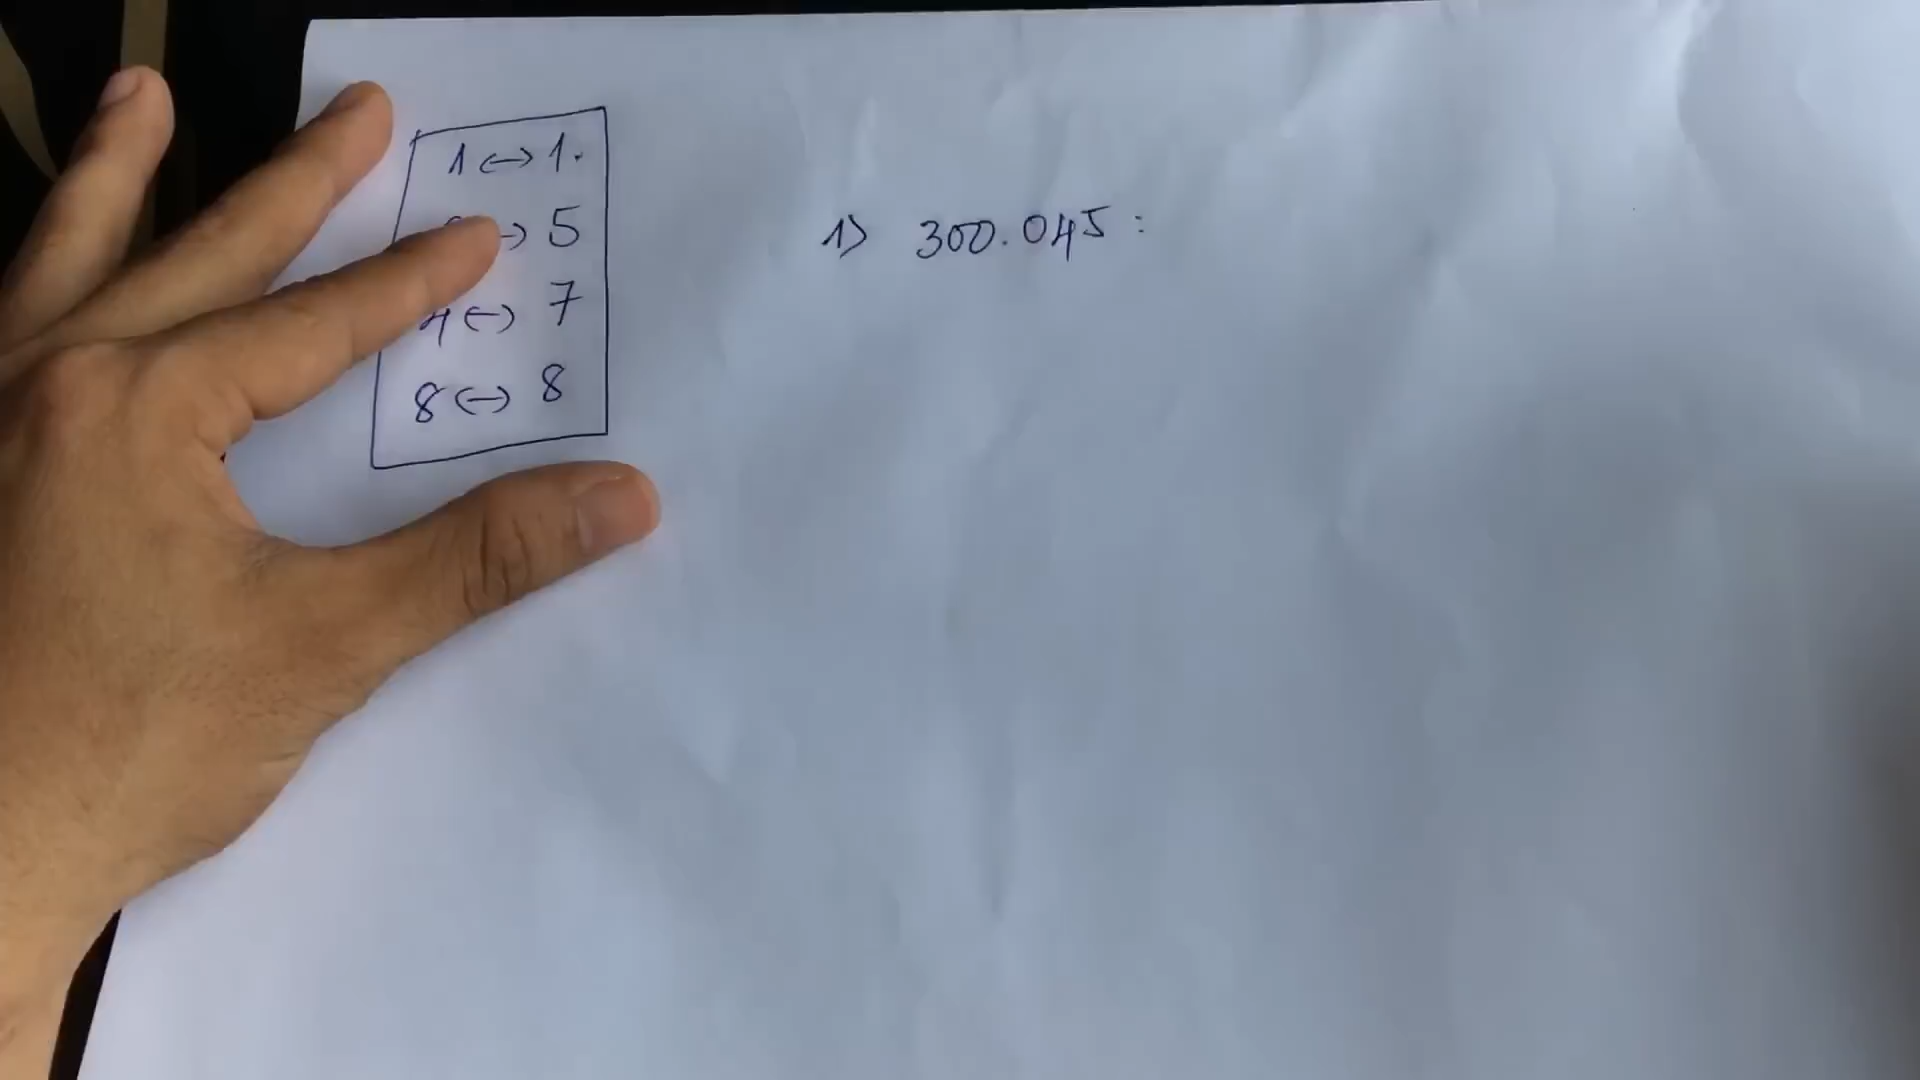 1 ↔ 1.
→ 5
4 ↔ 7
8 ↔ 8
1) 300.045 :